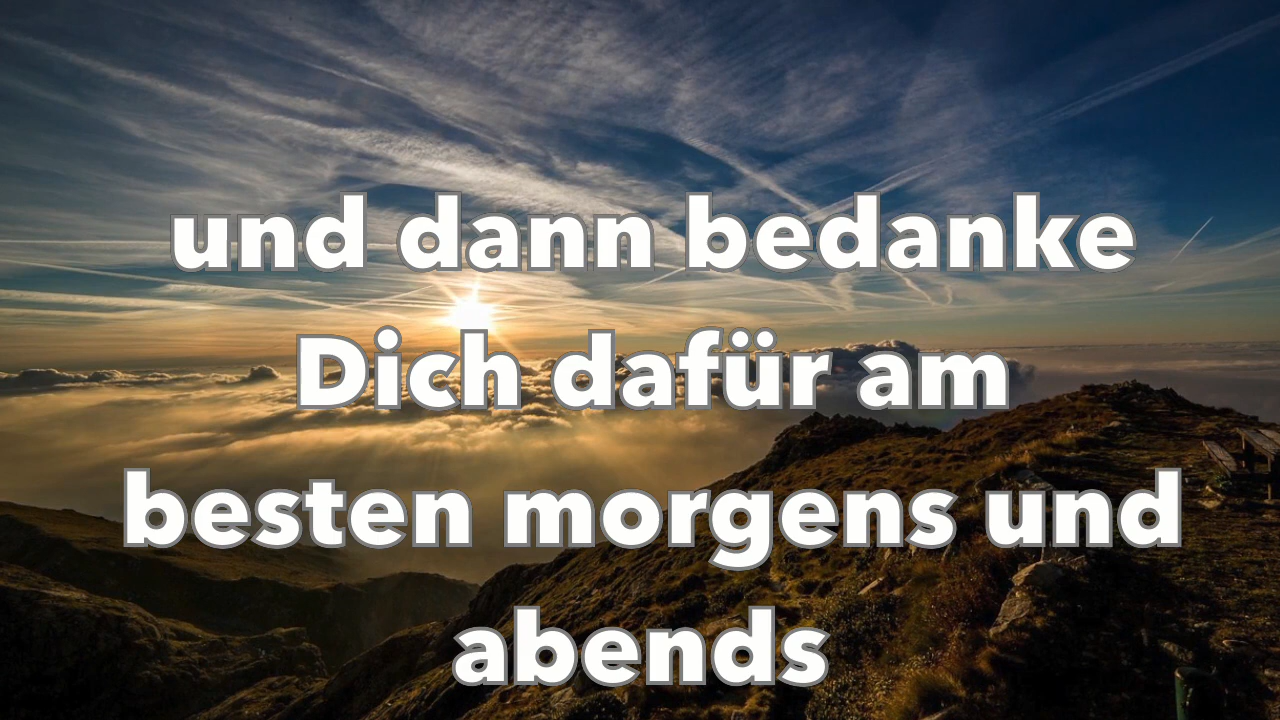 und dann bedanke
Dich dafür am
besten morgens und
abends